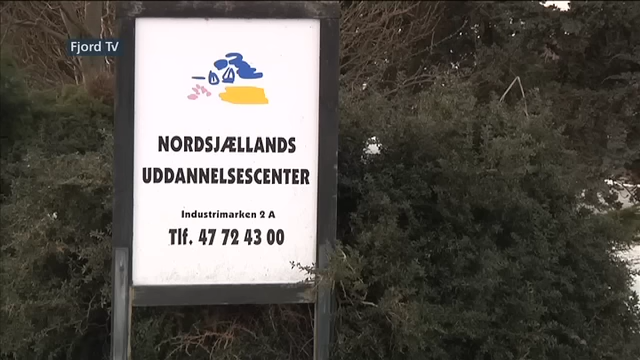 Fjord Tv
NORDSJÆLLANDS
UDDANNELSESCENTER
Industrimarken 2 A
Tlf. 47 72 43 00